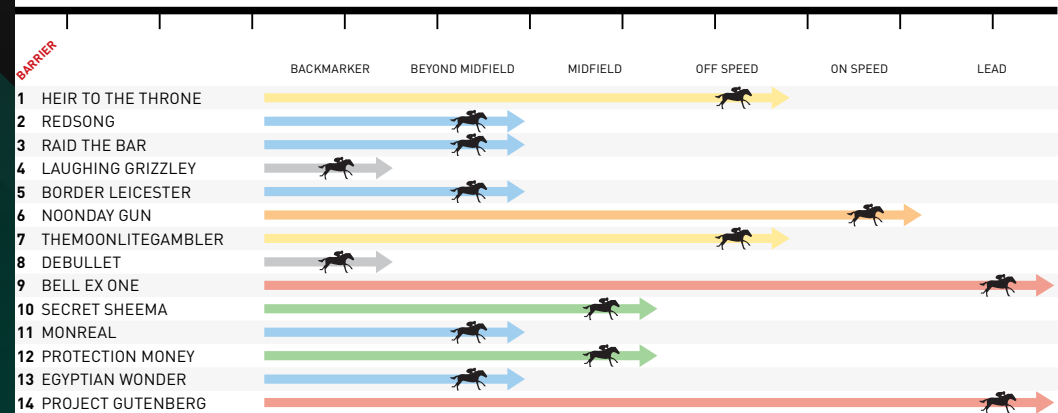 BARRIER
BACKMARKER BEYOND MIDFIELD MIDFIELD OFF SPEED ON SPEED LEAD
1 HEIR TO THE THRONE
2 REDSONG
3 RAID THE BAR
4 LAUGHING GRIZZLEY
5 BORDER LEICESTER
6 NOONDAY GUN
7 THEMOONLITEGAMBLER
8 DEBULLET
9 BELL EX ONE
10 SECRET SHEEMA
11 MONREAL
12 PROTECTION MONEY
13 EGYPTIAN WONDER
14 PROJECT GUTENBERG